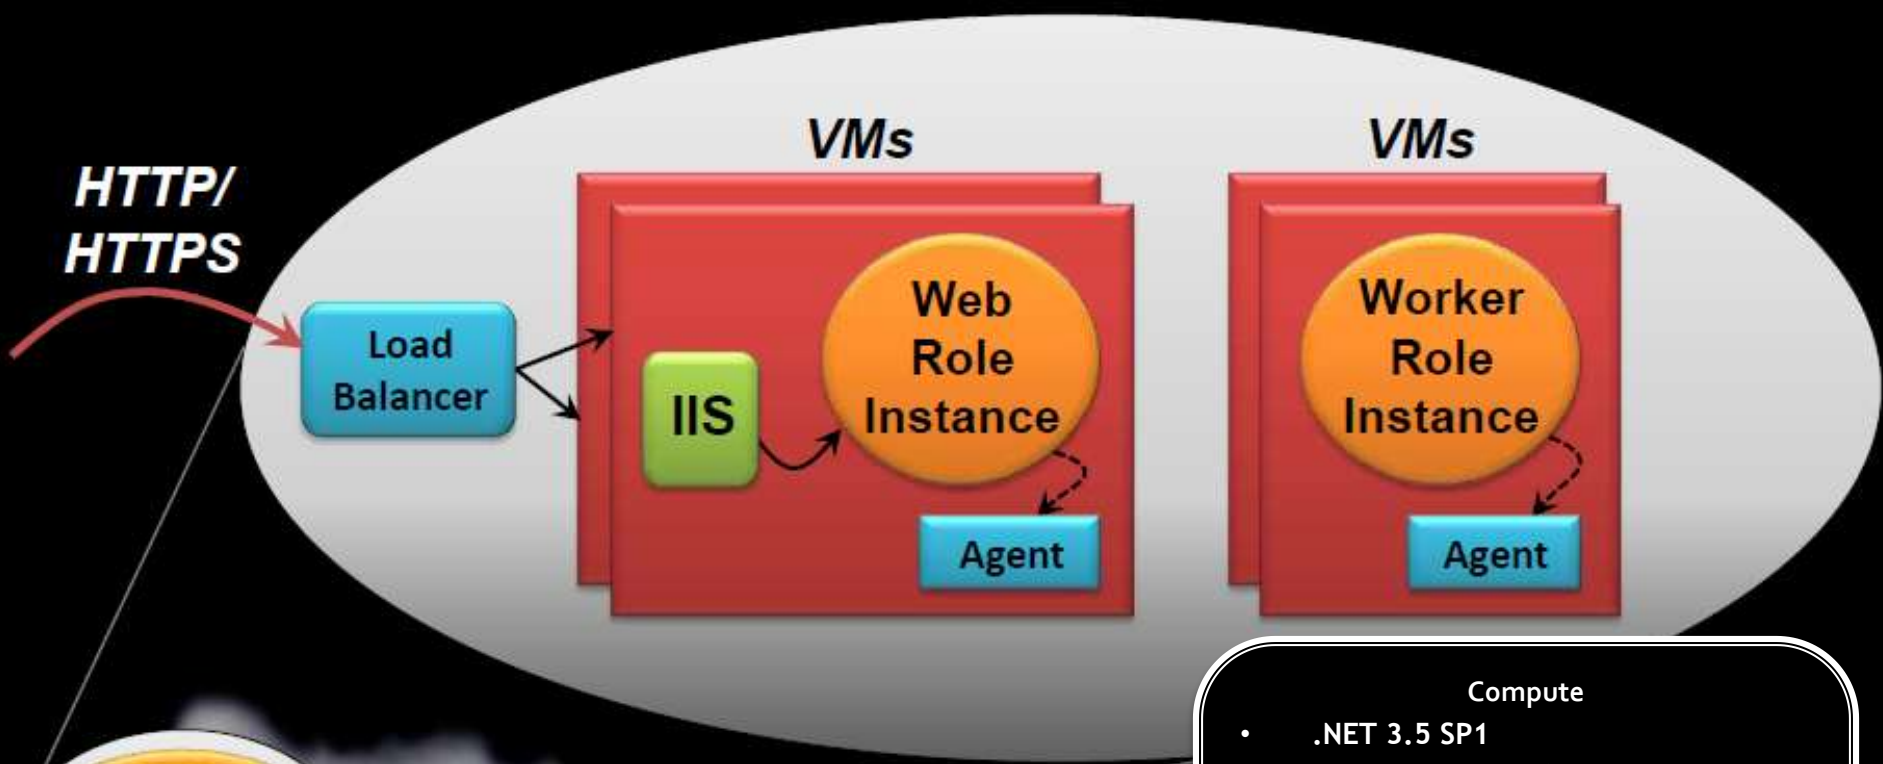 HTTP/
HTTPS
Load
Balancer
VMs
IIS
Web
Role
Instance
Agent
VMs
Worker
Role
Instance
Agent
Compute
• .NET 3.5 SP1